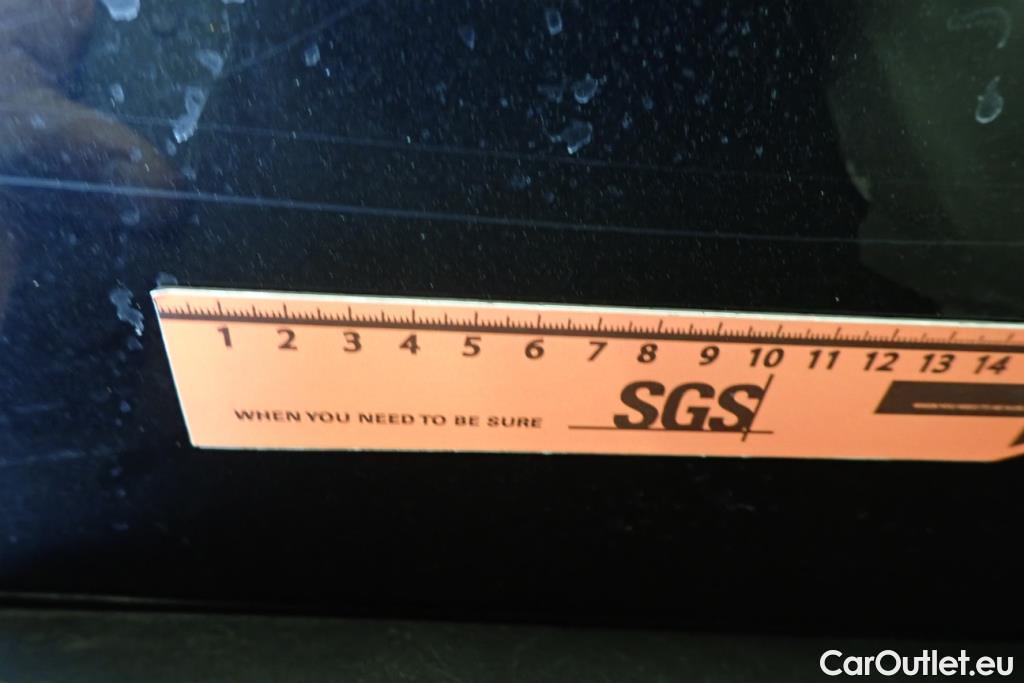 1 2 3 4 5 6 7 8 9 10 11 12 13 14
WHEN YOU NEED TO BE SURE SGS
CarOutlet.eu